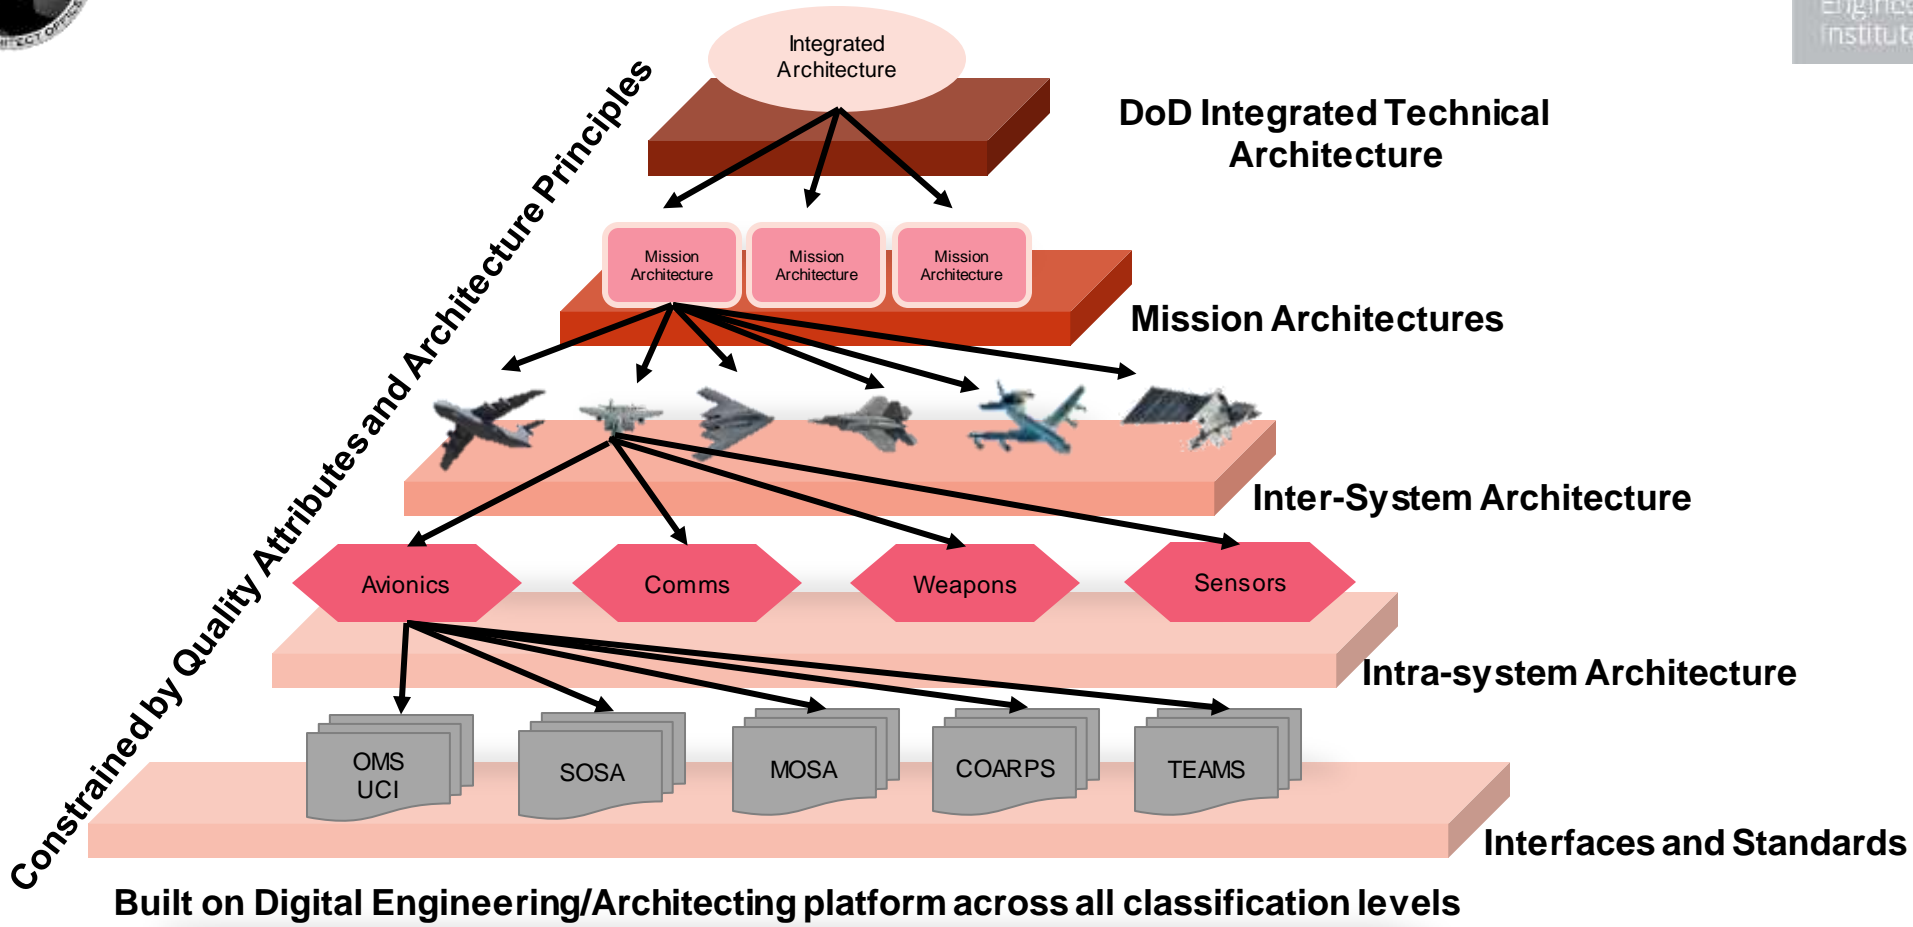 Engineering
Institute
Integrated
Architecture
DoD Integrated Technical
Architecture
Constrained by Quality Attributes and Architecture Principles
Mission
Architecture
Mission
Architecture
Mission
Architecture
Mission Architectures
Inter-System Architecture
Avionics
Comms
Weapons
Sensors
Intra-system Architecture
OMS
UCI
SOSA
MOSA
COARPS
TEAMS
Interfaces and Standards
Built on Digital Engineering/Architecting platform across all classification levels